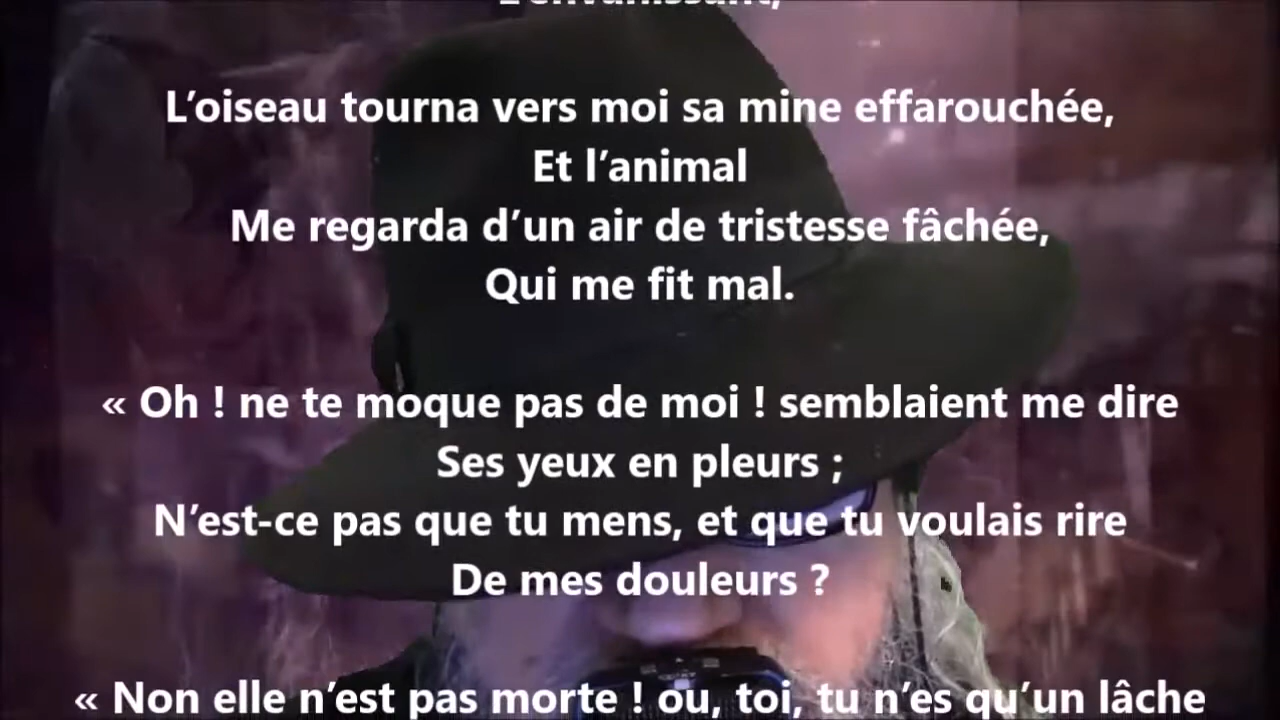 L’envahissant,
L’oiseau tourna vers moi sa mine effarouchée,
Et l’animal
Me regarda d’un air de tristesse fâchée,
Qui me fit mal.
« Oh ! ne te moque pas de moi ! semblaient me dire
Ses yeux en pleurs ;
N’est-ce pas que tu mens, et que tu voulais rire
De mes douleurs ?
« Non elle n’est pas morte ! ou, toi, tu n’es qu’un lâche